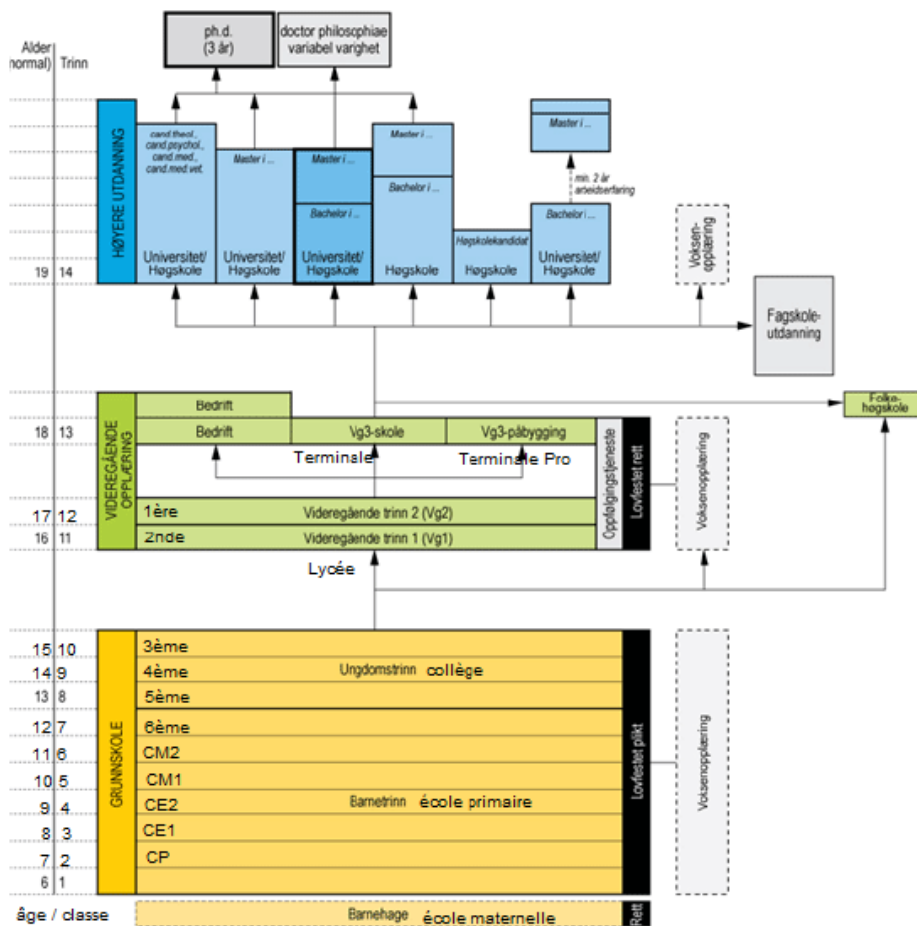 ph.d.
(3 år)
doctor philosophiae
variabel varghet
Alder
(normal)
Trinn
HØYERE UTDANNING
cand.theol.,
cand.psychol.,
cand.med.,
cand.med.vet.
Universitet/
Høgskole
Master i ...
Universitet/
Høgskole
Master i ...
Bachelor i ...
Universitet/
Høgskole
Master i ...
Bachelor i ...
Høgskole
Høgskolekandidat
Høgskole
Master i ...
min. 2 år
arbeidserfaring
Bachelor i ...
Universitet/
Høgskole
Voksen-
opplæring
19 14
Fagskole-
utdanning
Folke-
høgskole
VIDEREGÅENDE
OPPLÆRING
Bedrift
18 13
Bedrift
Vg3-skole
Vg3-påbygging
Terminale
Terminale Pro
Oppfølgingstjeneste
Lovfestet rett
Voksenopplæring
17 12
1ère
Videregående trinn 2 (Vg2)
16 11
2nde
Videregående trinn 1 (Vg1)
Lycée
GRUNNSKOLE
15 10
3ème
14 9
4ème
Ungdomstrinn collège
13 8
5ème
12 7
6ème
11 6
CM2
10 5
CM1
9 4
CE2
Barnetrinn école primaire
8 3
CE1
7 2
CP
6 1
Lovfestet plikt
Voksenopplæring
âge / classe
Barnehage école maternelle
Rett